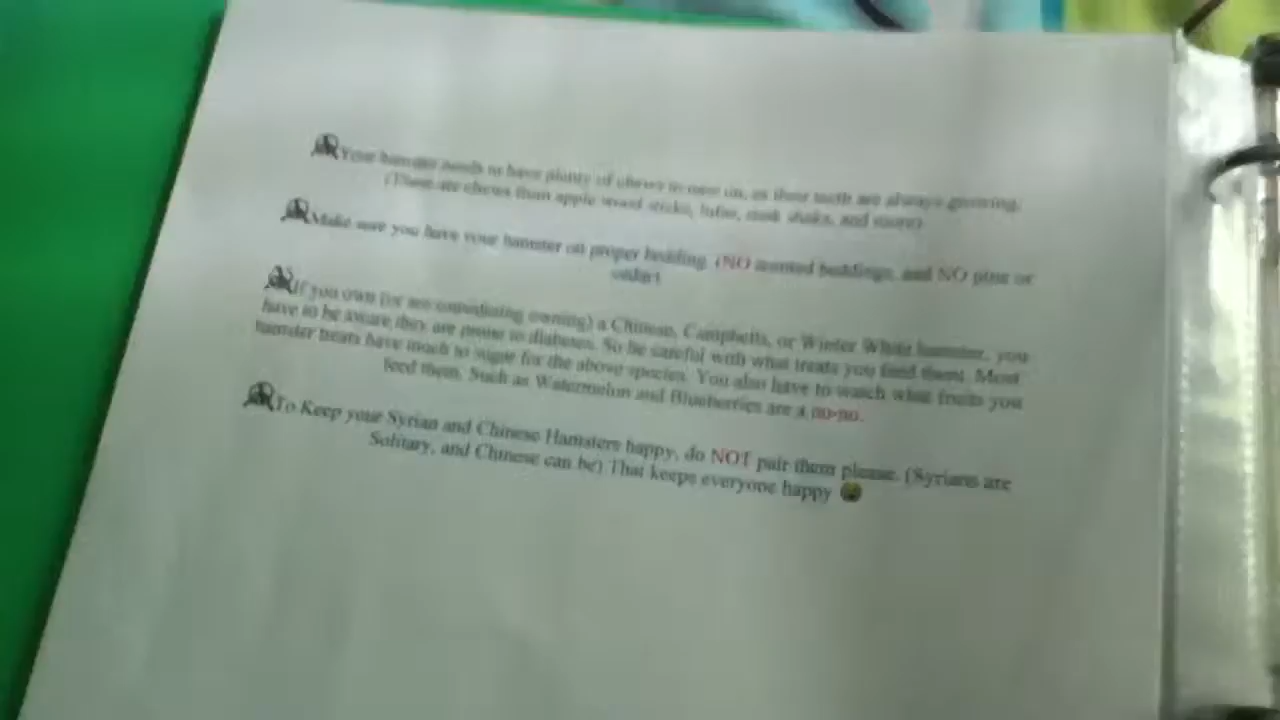 Your hamster needs to have plenty of chews to gnaw on, as their teeth are always growing.
(There are chews from apple wood sticks, and more)
Make sure you have your hamster on proper bedding. (NO scented beddings, and NO pine or
cedar)
If you own (or are considering owning) a Chinese, Campbells, or Winter White hamster, you
have to be aware they are prone to diabetes. So be careful with what treats you feed them. Most
hamster treats have much to sugar for the above species. You also have to watch what fruits you
feed them. Such as Watermelon and Blueberries are a no-no.
To Keep your Syrian and Chinese Hamsters happy, do NOT pair them please. (Syrians are
Solitary, and Chinese can be) That keeps everyone happy